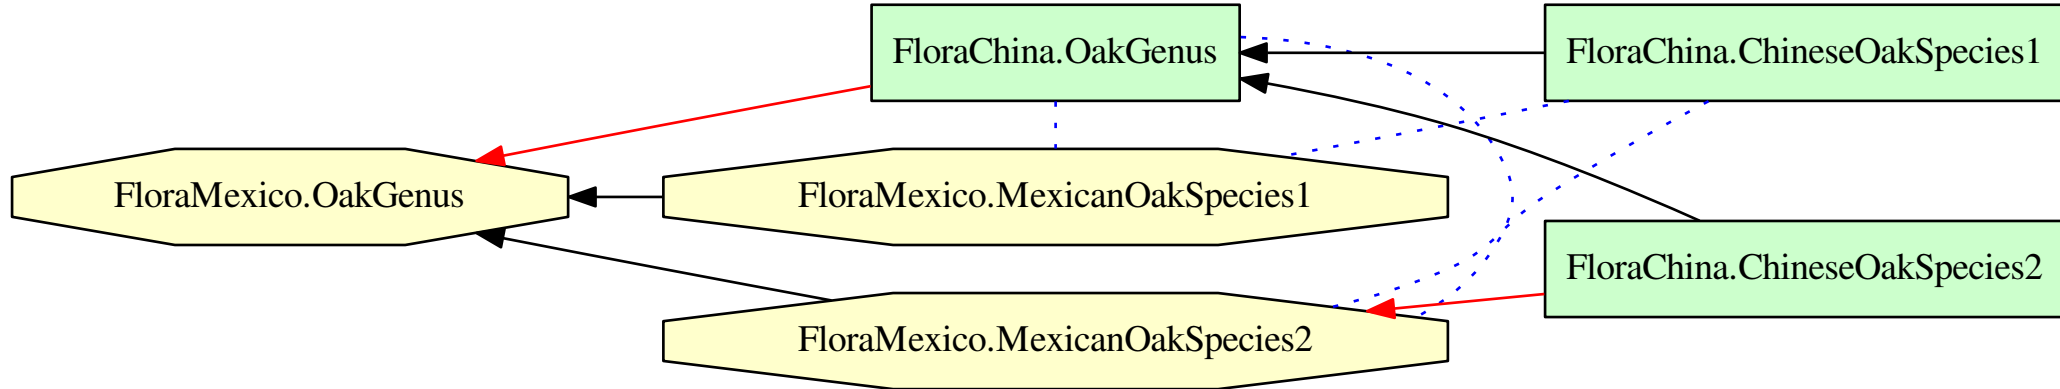 FloraChina.OakGenus
FloraChina.ChineseOakSpecies1
FloraMexico.OakGenus
FloraMexico.MexicanOakSpecies1
FloraChina.ChineseOakSpecies2
FloraMexico.MexicanOakSpecies2